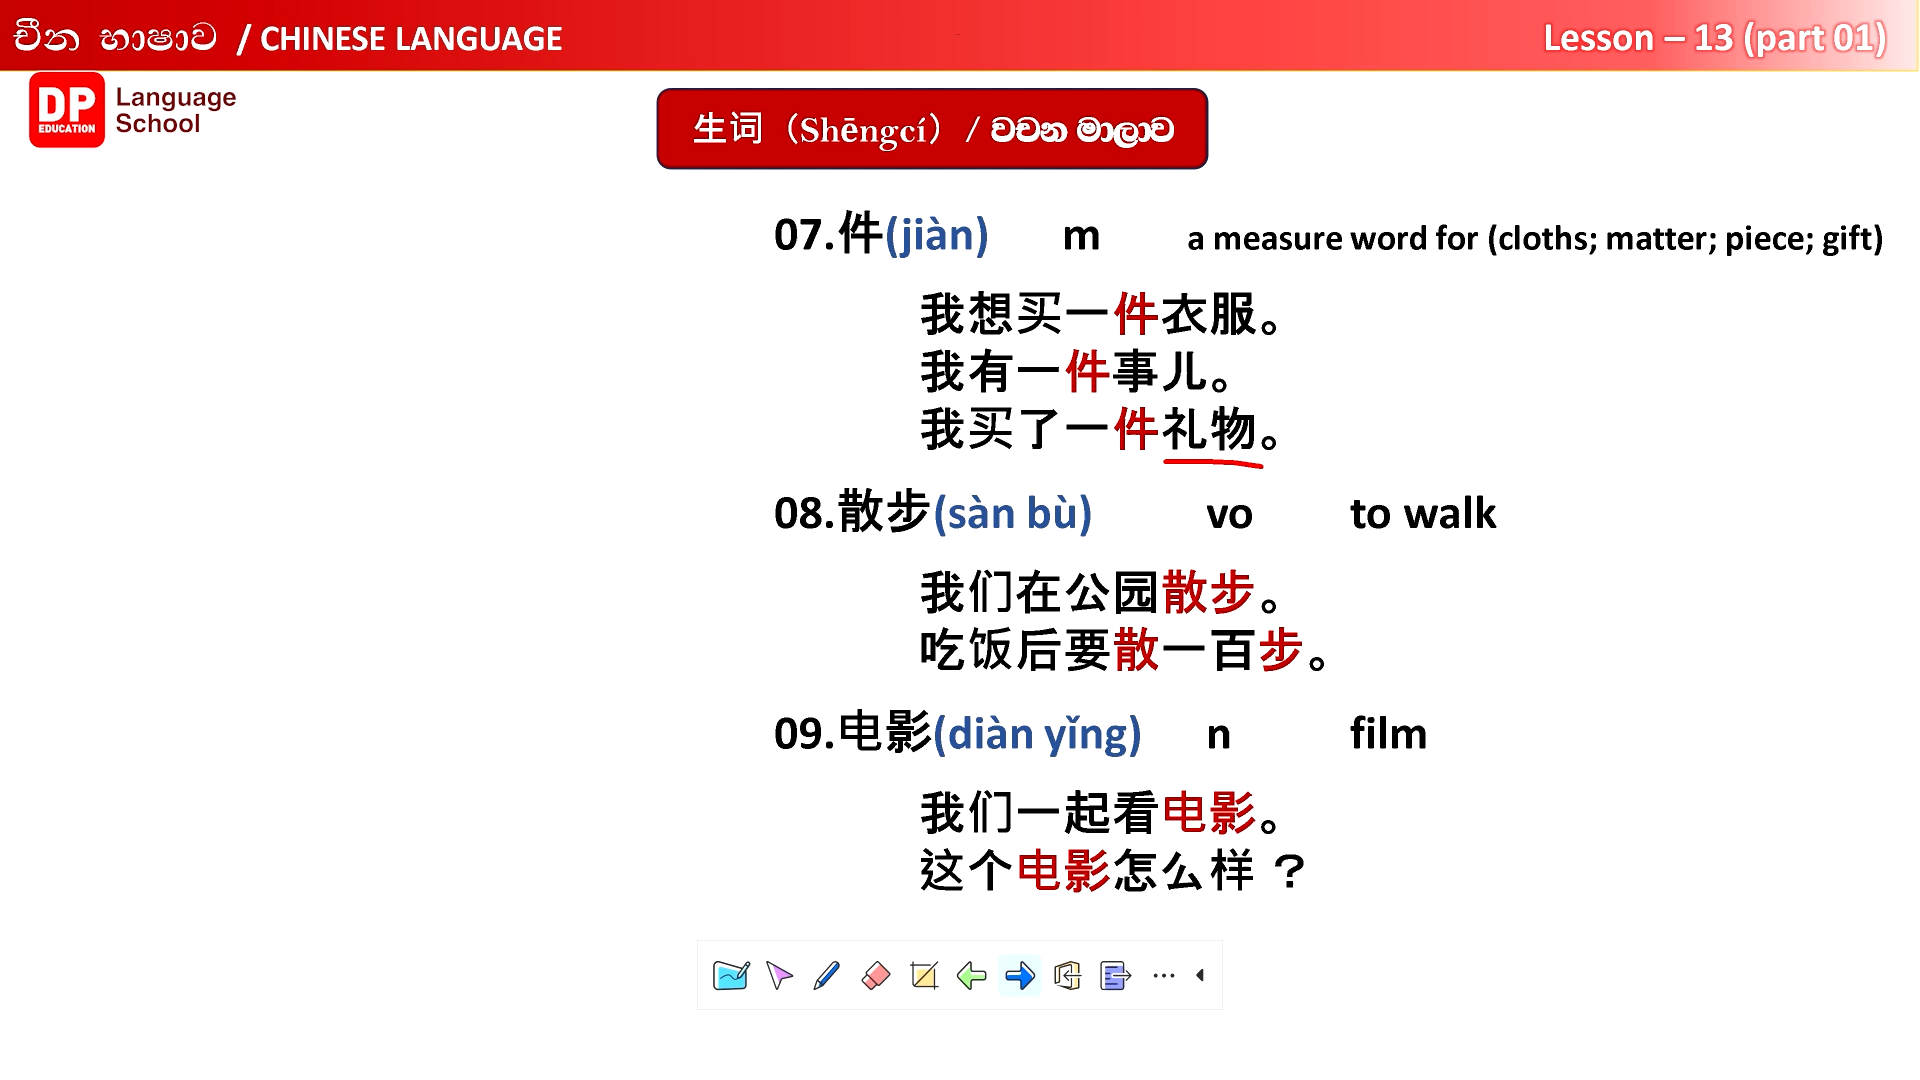 චීන භාෂාව / CHINESE LANGUAGE
Lesson – 13 (part 01)
DP
EDUCATION
Language
School
生词（Shēngcí）/ වචන මාලාව
07.件(jiàn) m a measure word for (cloths; matter; piece; gift)
我想买一件衣服。
我有一件事儿。
我买了一件礼物。
08.散步(sàn bù) vo to walk
我们在公园散步。
吃饭后要散一百步。
09.电影(diàn yǐng) n film
我们一起看电影。
这个电影怎么样？